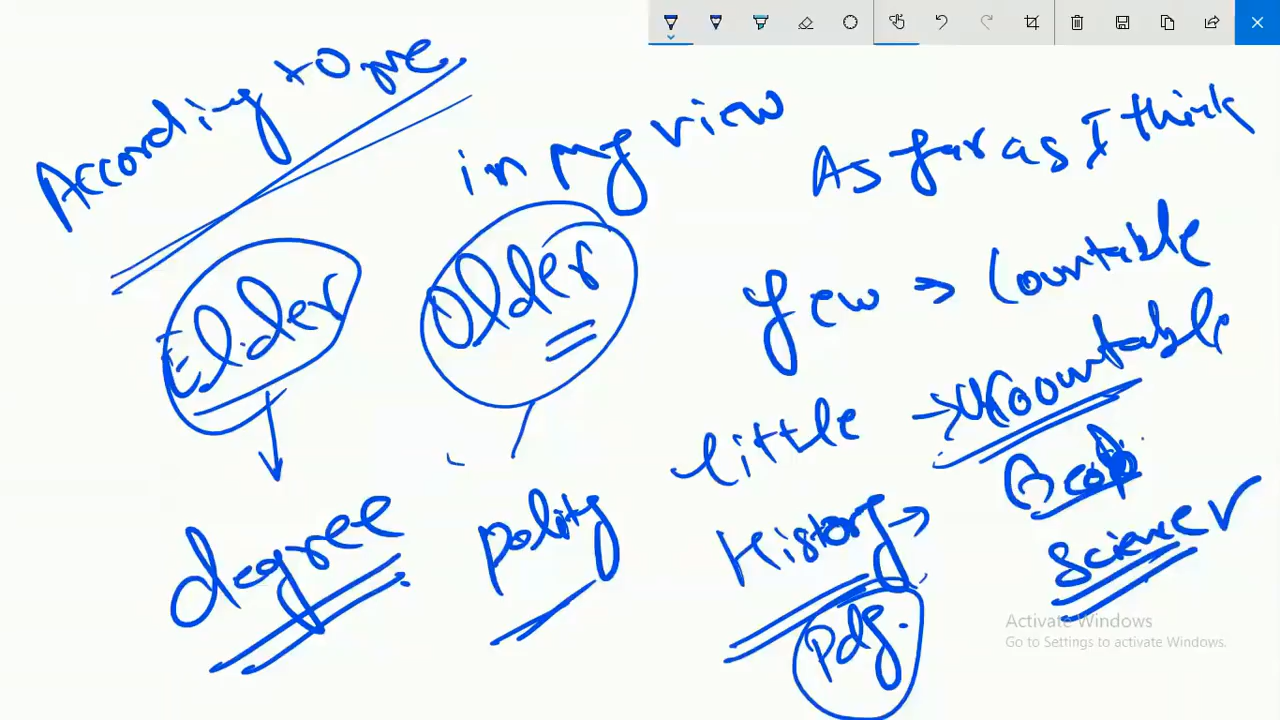 According to me
in my view
As far as I think
Elder
Older
few → Countable
little → Uncountable
degree
polity
History →
Pdf.
Science
Activate Windows
Go to Settings to activate Windows.